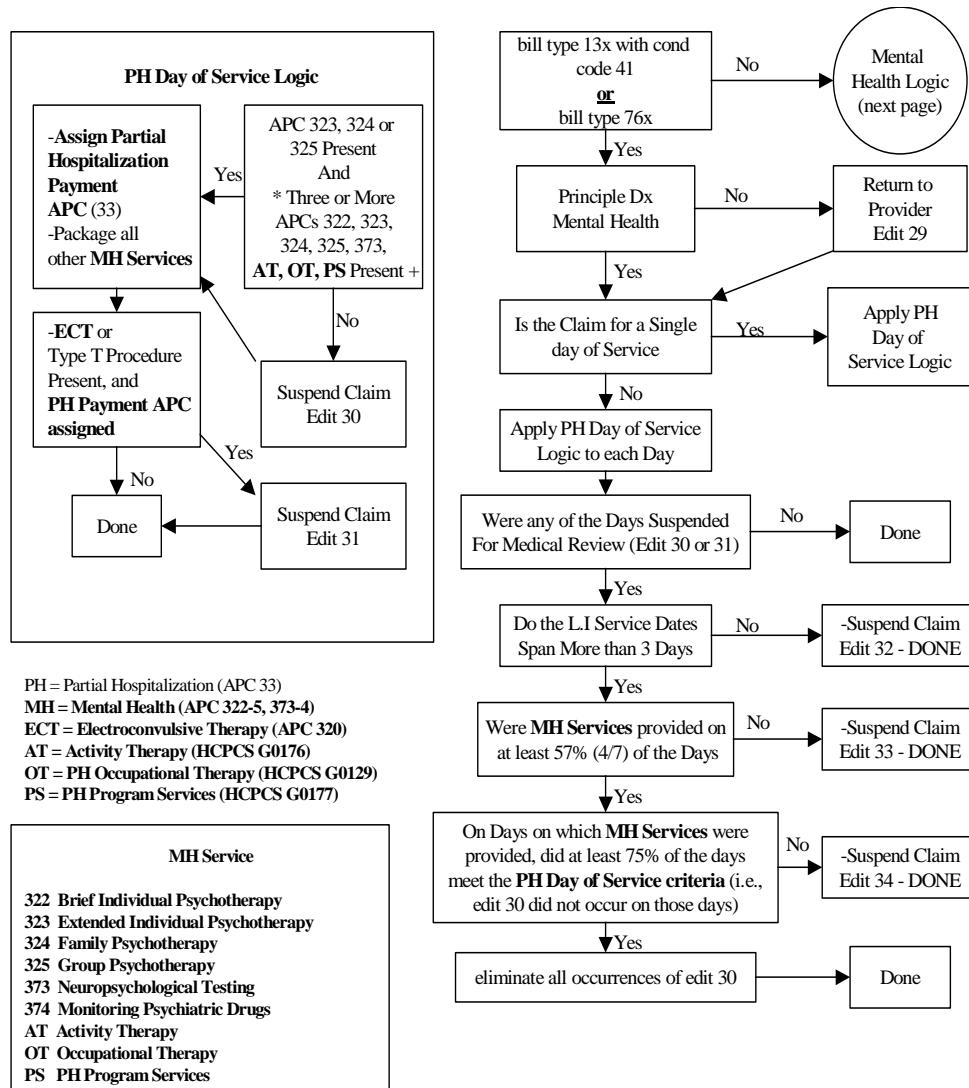 PH Day of Service Logic
-Assign Partial
Hospitalization
Payment
APC (33)
-Package all
other MH Services
Yes
APC 323, 324 or
325 Present
And
* Three or More
APCs 322, 323,
324, 325, 373,
AT, OT, PS Present +
No
-ECT or
Type T Procedure
Present, and
PH Payment APC
assigned
Suspend Claim
Edit 30
Yes
No
Done
Suspend Claim
Edit 31
PH = Partial Hospitalization (APC 33)
MH = Mental Health (APC 322-5, 373-4)
ECT = Electroconvulsive Therapy (APC 320)
AT = Activity Therapy (HCPCS G0176)
OT = PH Occupational Therapy (HCPCS G0129)
PS = PH Program Services (HCPCS G0177)
MH Service
322 Brief Individual Psychotherapy
323 Extended Individual Psychotherapy
324 Family Psychotherapy
325 Group Psychotherapy
373 Neuropsychological Testing
374 Monitoring Psychiatric Drugs
AT Activity Therapy
OT Occupational Therapy
PS PH Program Services
bill type 13x with cond
code 41
or
bill type 76x
No
Mental
Health Logic
(next page)
Yes
Principle Dx
Mental Health
No
Return to
Provider
Edit 29
Yes
Is the Claim for a Single
day of Service
Yes
Apply PH
Day of
Service Logic
No
Apply PH Day of Service
Logic to each Day
Were any of the Days Suspended
For Medical Review (Edit 30 or 31)
No
Done
Yes
Do the L.I Service Dates
Span More than 3 Days
No
-Suspend Claim
Edit 32 - DONE
Yes
Were MH Services provided on
at least 57% (4/7) of the Days
No
-Suspend Claim
Edit 33 - DONE
Yes
On Days on which MH Services were
provided, did at least 75% of the days
meet the PH Day of Service criteria (i.e.,
edit 30 did not occur on those days)
No
-Suspend Claim
Edit 34 - DONE
Yes
eliminate all occurrences of edit 30
Done